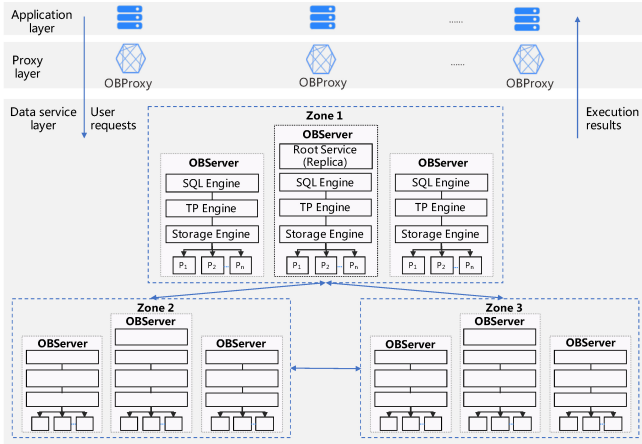 Application
layer
......
Proxy
layer
OBProxy
OBProxy
......
OBProxy
Data service
layer
User
requests
Execution
results
Zone 1
OBServer
Root Service
(Replica)
SQL Engine
TP Engine
Storage Engine
P1 P2 ... Pn
OBServer
SQL Engine
TP Engine
Storage Engine
P1 P2 ... Pn
OBServer
SQL Engine
TP Engine
Storage Engine
P1 P2 ... Pn
Zone 2
OBServer
OBServer
OBServer
Zone 3
OBServer
OBServer
OBServer